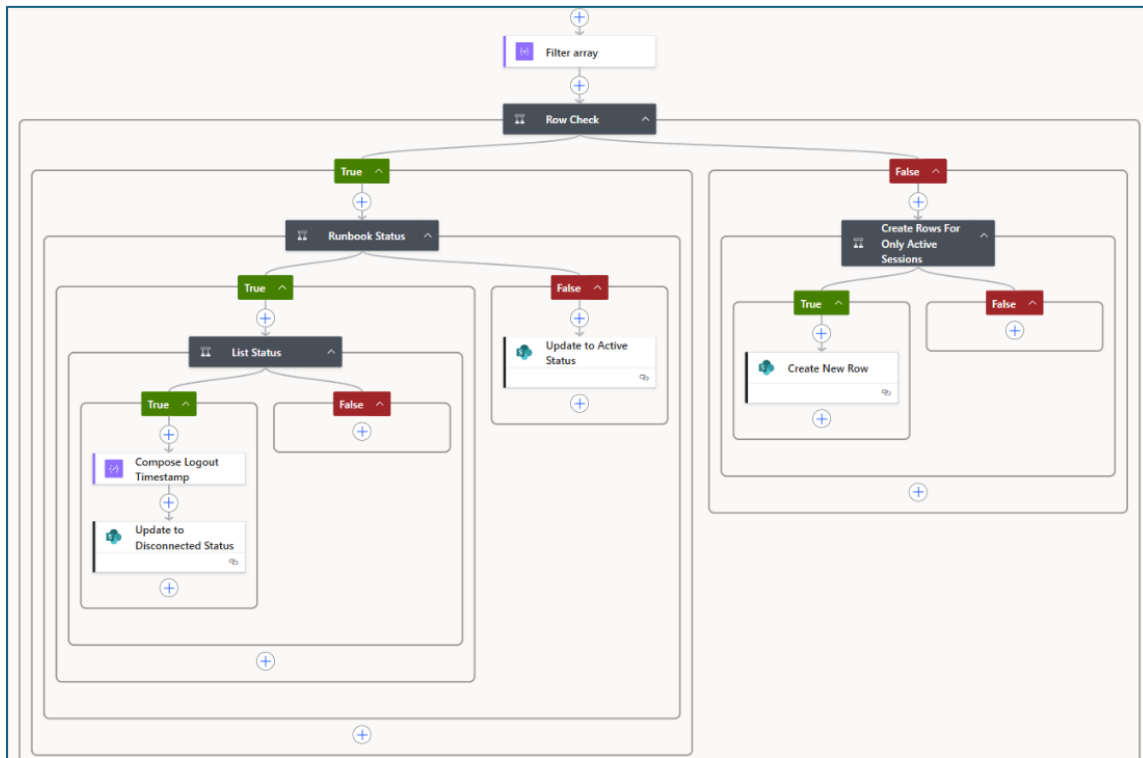 Filter array
Row Check
True
False
Runbook Status
Create Rows For
Only Active
Sessions
True
False
True
False
List Status
Update to Active
Status
Create New Row
True
False
Compose Logout
Timestamp
Update to
Disconnected Status